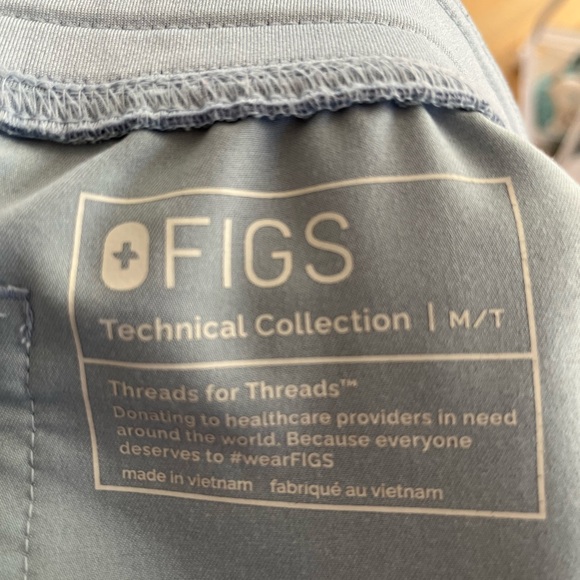 FIGS
Technical Collection | M/T
Threads for Threads™
Donating to healthcare providers in need
around the world. Because everyone
deserves to #wearFIGS
made in vietnam fabriqué au vietnam